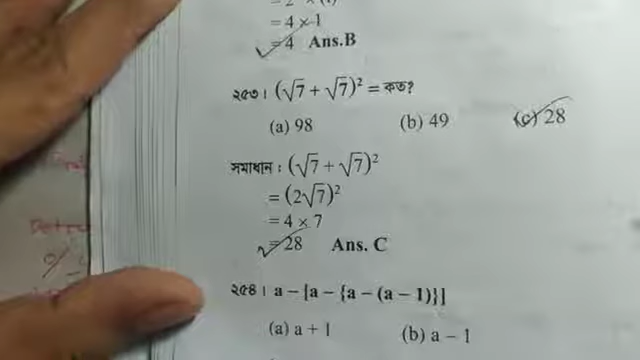 = 4 × 1
= 4 Ans.B
২৫৩। (√7 + √7)² = কত?
(a) 98 (b) 49 (c) 28
সমাধান : (√7 + √7)²
= (2√7)²
= 4 × 7
= 28 Ans. C
২৫৪। a – [a – {a – (a – 1)}]
(a) a + 1 (b) a – 1